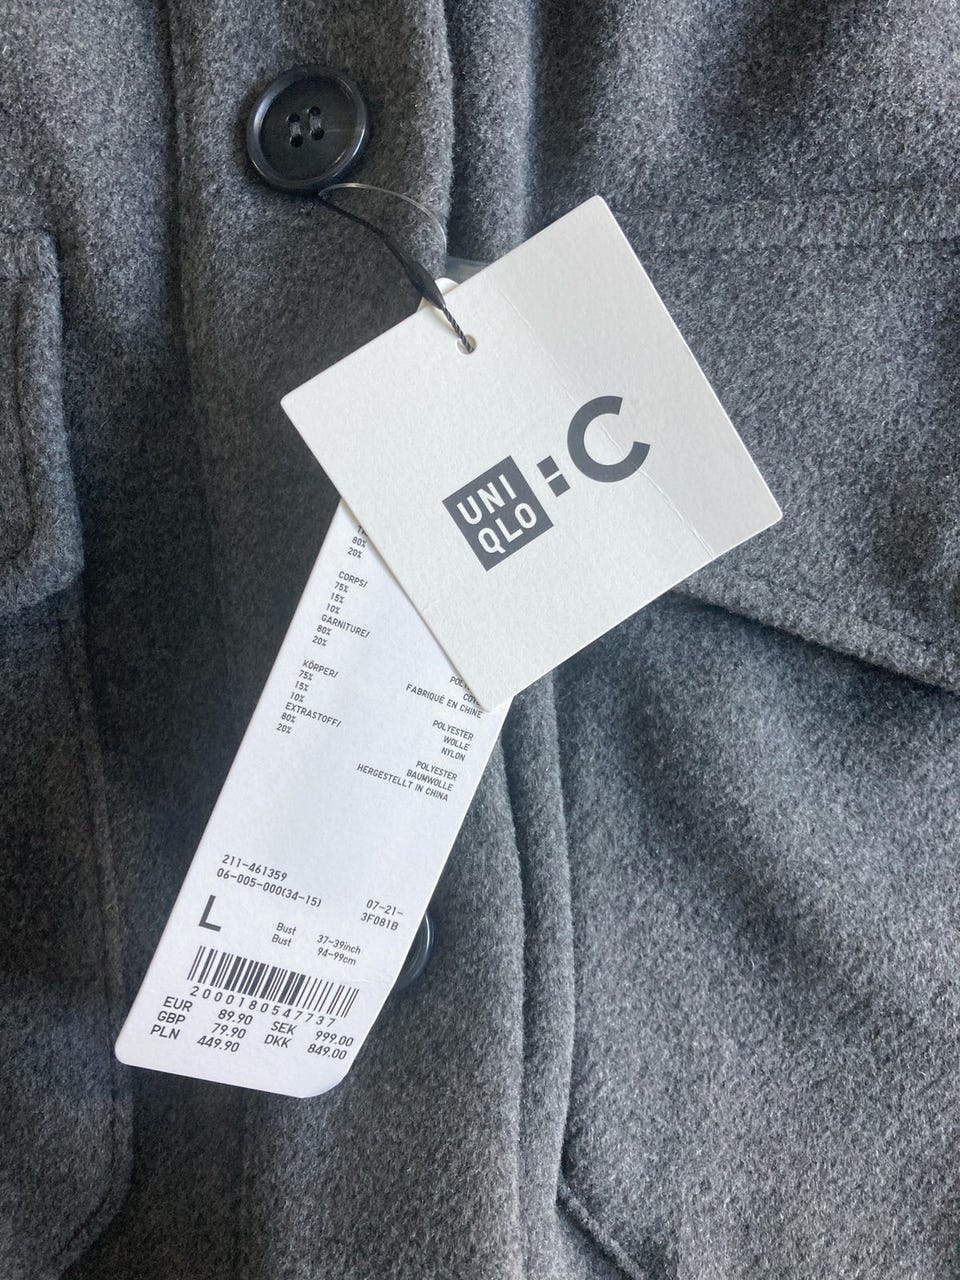 UNI
QLO
: C
80%
20%
CORPS/
75%
15%
10%
GARNITURE/
80%
20%
FABRIQUÉ EN CHINE
KÖRPER/
75% POLYESTER
15% WOLLE
10% NYLON
EXTRASTOFF/
80% POLYESTER
20% BAUMWOLLE
HERGESTELLT IN CHINA
211-461359
06-005-000(34-15) 07-21-
3F081B
L
Bust 37-39inch
Bust 94-99cm
2000180547737
EUR 89.90 SEK 999.00
GBP 79.90 DKK 849.00
PLN 449.90